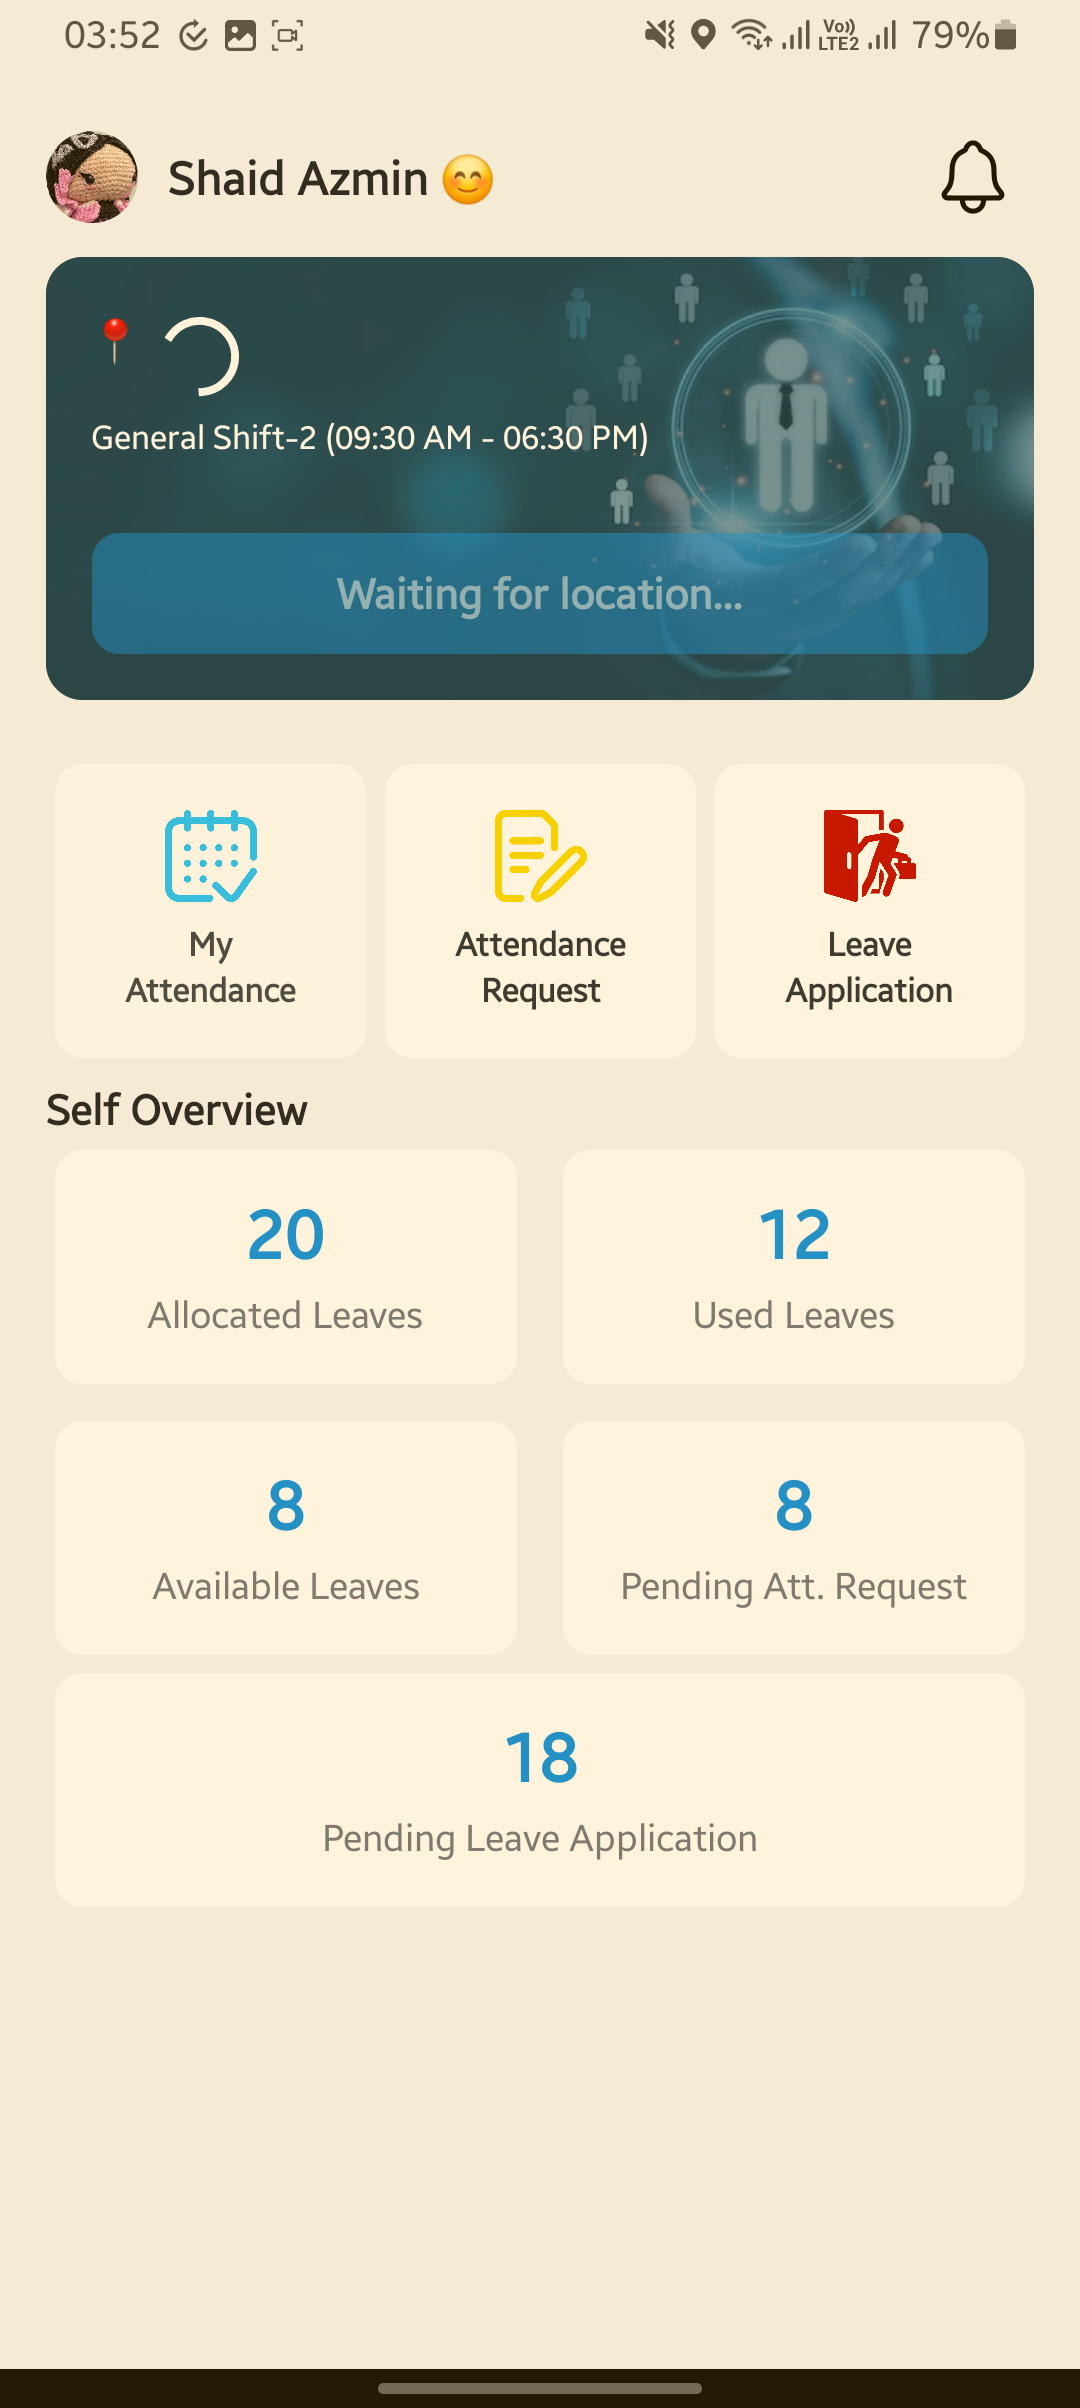 03:52 Vo)) LTE2 79%
Shaid Azmin 😊
General Shift-2 (09:30 AM - 06:30 PM)
Waiting for location...
My
Attendance
Attendance
Request
Leave
Application
Self Overview
20
Allocated Leaves
12
Used Leaves
8
Available Leaves
8
Pending Att. Request
18
Pending Leave Application